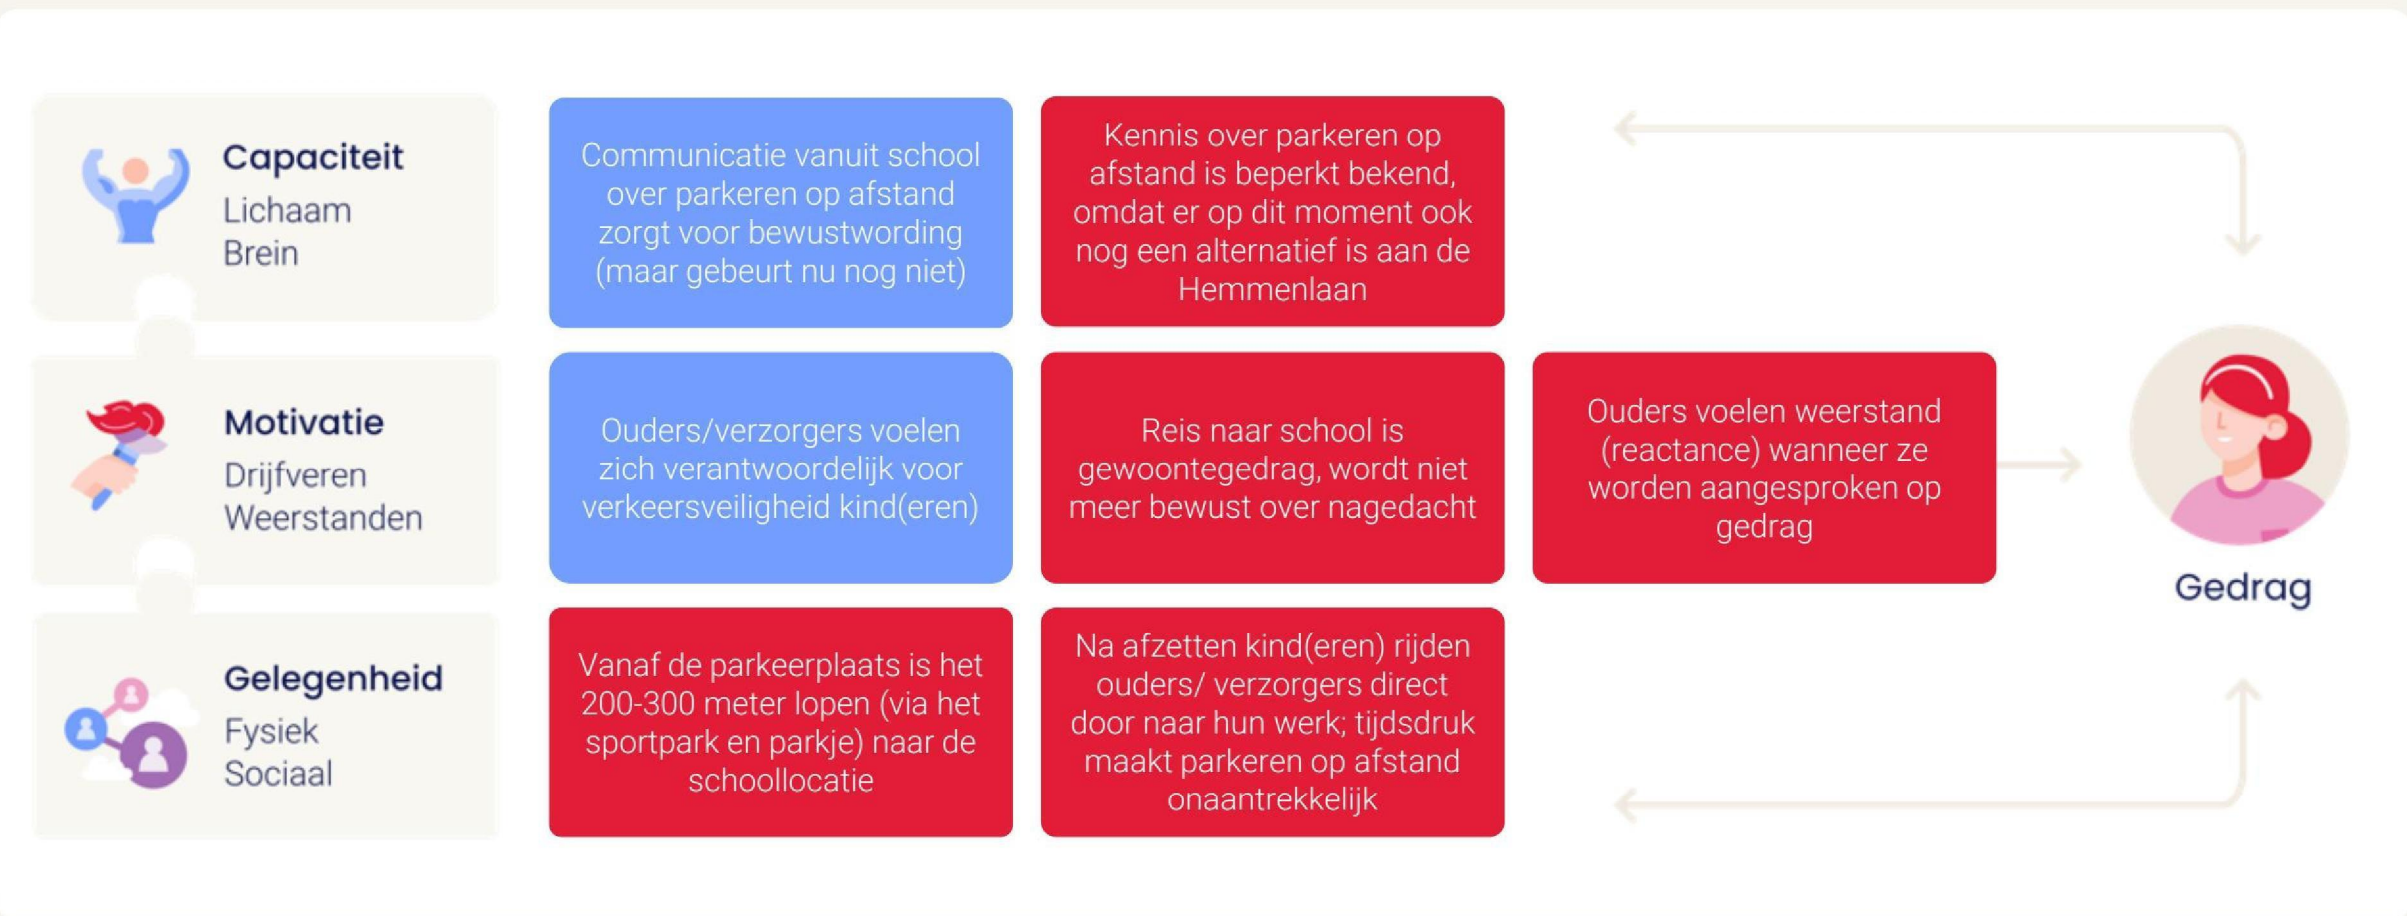 Capaciteit
Lichaam
Brein
Communicatie vanuit school
over parkeren op afstand
zorgt voor bewustwording
(maar gebeurt nu nog niet)
Kennis over parkeren op
afstand is beperkt bekend,
omdat er op dit moment ook
nog een alternatief is aan de
Hemmenlaan
Motivatie
Drijfveren
Weerstanden
Ouders/verzorgers voelen
zich verantwoordelijk voor
verkeersveiligheid kind(eren)
Reis naar school is
gewoontegedrag, wordt niet
meer bewust over nagedacht
Ouders voelen weerstand
(reactance) wanneer ze
worden aangesproken op
gedrag
Gedrag
Gelegenheid
Fysiek
Sociaal
Vanaf de parkeerplaats is het
200-300 meter lopen (via het
sportpark en parkje) naar de
schoollocatie
Na afzetten kind(eren) rijden
ouders/ verzorgers direct
door naar hun werk; tijdsdruk
maakt parkeren op afstand
onaantrekkelijk